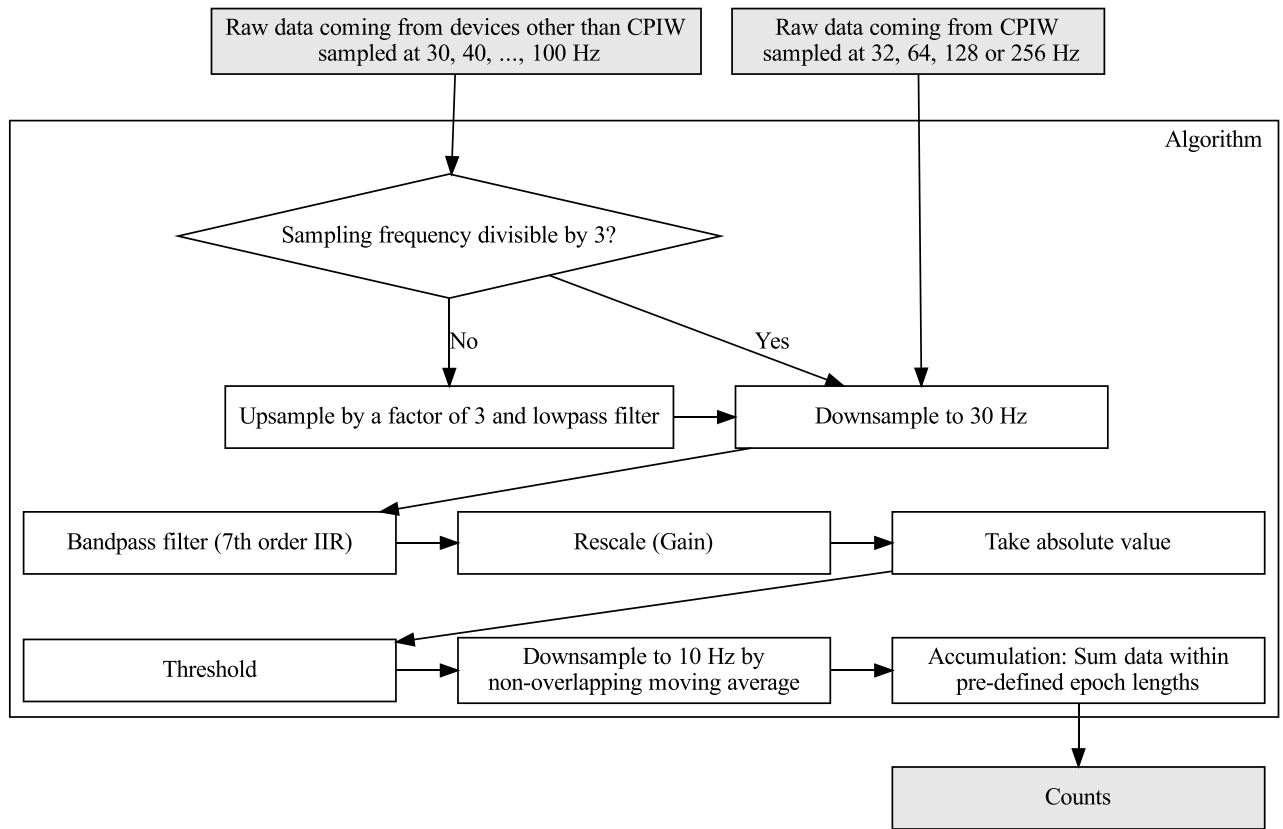 Raw data coming from devices other than CPIW
sampled at 30, 40, ..., 100 Hz
Raw data coming from CPIW
sampled at 32, 64, 128 or 256 Hz
Algorithm
Sampling frequency divisible by 3?
No
Yes
Upsample by a factor of 3 and lowpass filter
Downsample to 30 Hz
Bandpass filter (7th order IIR)
Rescale (Gain)
Take absolute value
Threshold
Downsample to 10 Hz by
non-overlapping moving average
Accumulation: Sum data within
pre-defined epoch lengths
Counts